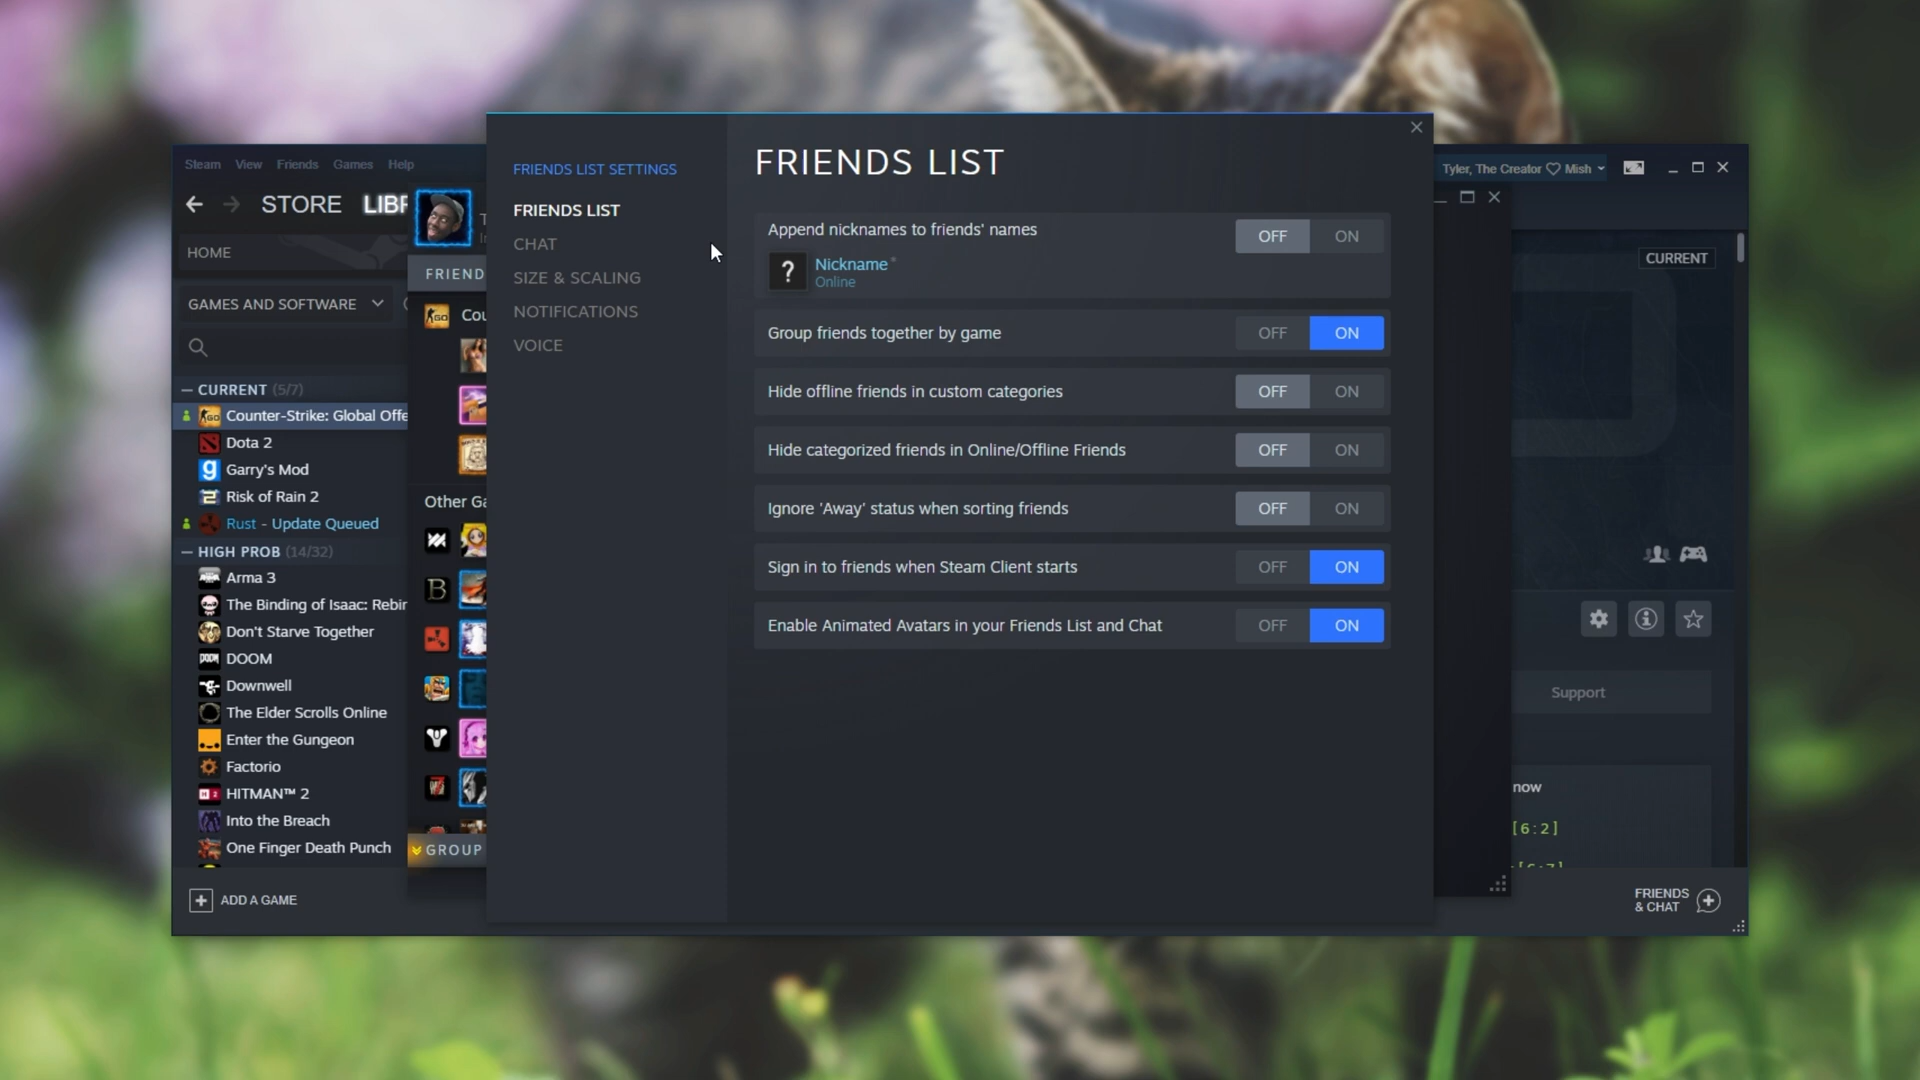 Steam View Friends Games Help
STORE
HOME
GAMES AND SOFTWARE
— CURRENT (5/7)
Counter-Strike: Global Offe
Dota 2
Garry's Mod
Risk of Rain 2
Rust - Update Queued
— HIGH PROB (14/32)
Arma 3
The Binding of Isaac: Rebir
Don't Starve Together
DOOM
Downwell
The Elder Scrolls Online
Enter the Gungeon
Factorio
HITMAN™ 2
Into the Breach
One Finger Death Punch
ADD A GAME
FRIEND
Cou
Other Ga
GROUP
FRIENDS LIST SETTINGS
FRIENDS LIST
CHAT
SIZE & SCALING
NOTIFICATIONS
VOICE
FRIENDS LIST
Append nicknames to friends' names OFF ON
? Nickname *
Online
Group friends together by game OFF ON
Hide offline friends in custom categories OFF ON
Hide categorized friends in Online/Offline Friends OFF ON
Ignore 'Away' status when sorting friends OFF ON
Sign in to friends when Steam Client starts OFF ON
Enable Animated Avatars in your Friends List and Chat OFF ON
Tyler, The Creator ♡ Mish
CURRENT
Support
now
[6:2]
FRIENDS
& CHAT